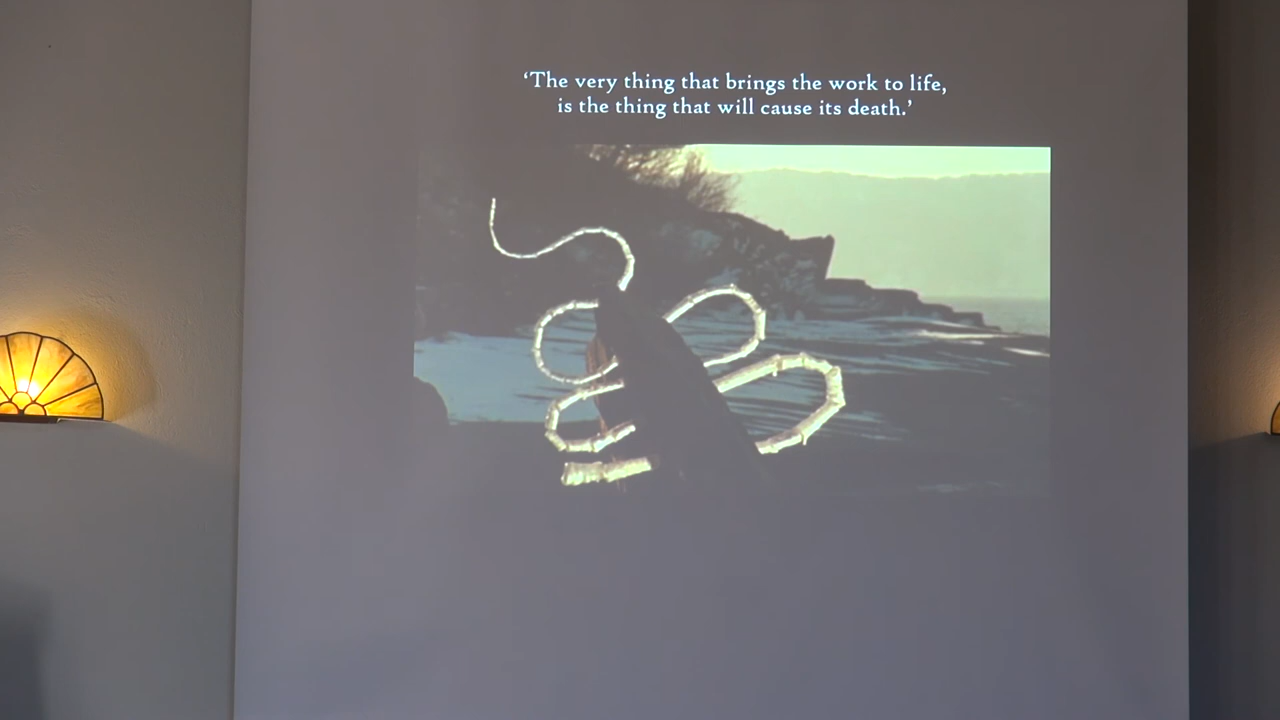 ‘The very thing that brings the work to life,
is the thing that will cause its death.’